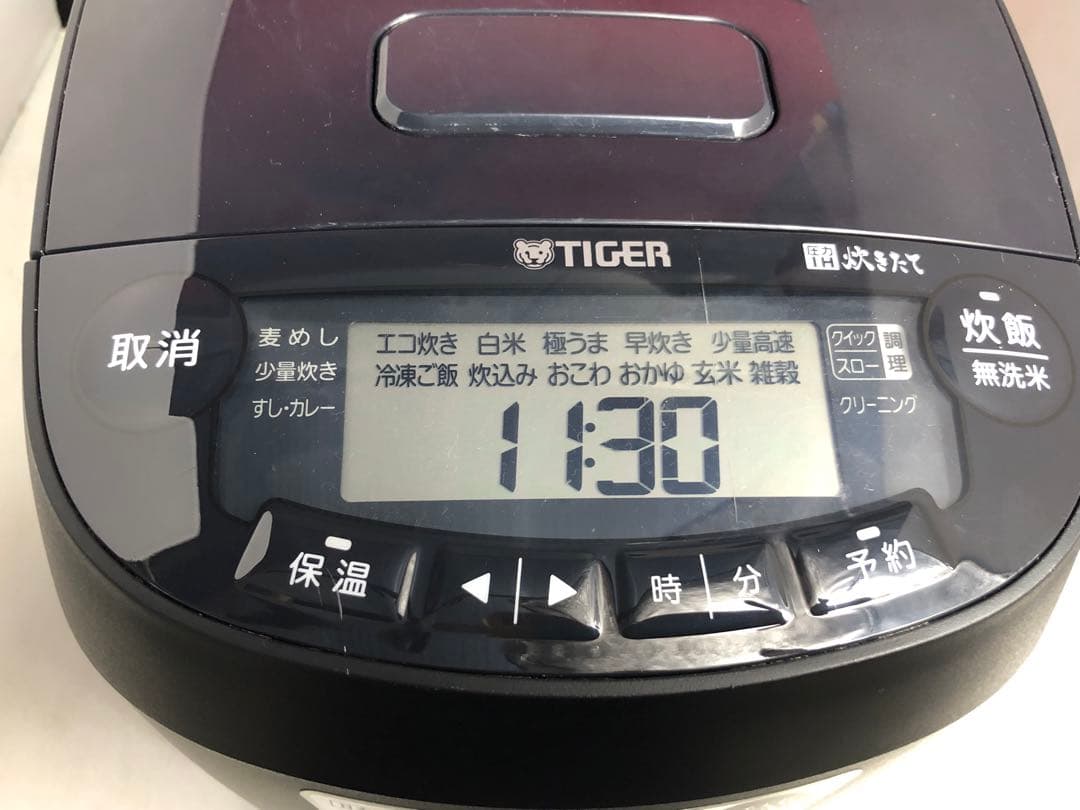 TIGER
圧力IH 炊きたて
取消
麦めし
少量炊き
すし・カレー
エコ炊き 白米 極うま 早炊き 少量高速
冷凍ご飯 炊込み おこわ おかゆ 玄米 雑穀
11:30
クイック
スロー
調理
クリーニング
炊飯
無洗米
保温
◀ ▶
時 分
予約